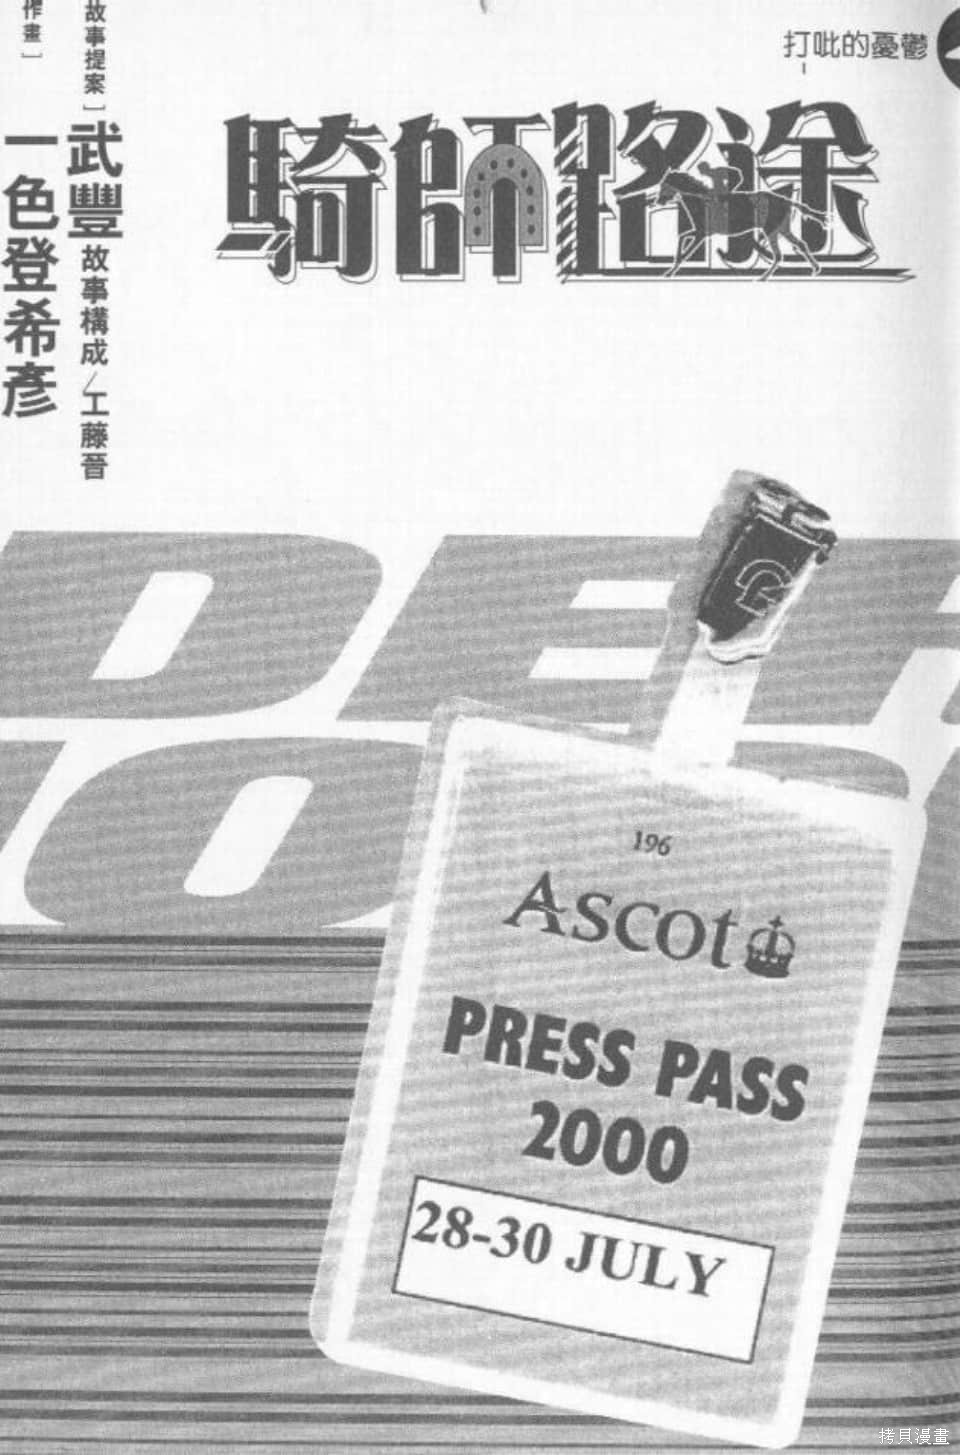 打吡的憂鬱
騎師路途
故事提案］武豐
故事構成／工藤晉
作畫］一色登希彥
DER
196
ASCOT
PRESS PASS
2000
28-30 JULY
拷貝漫畫